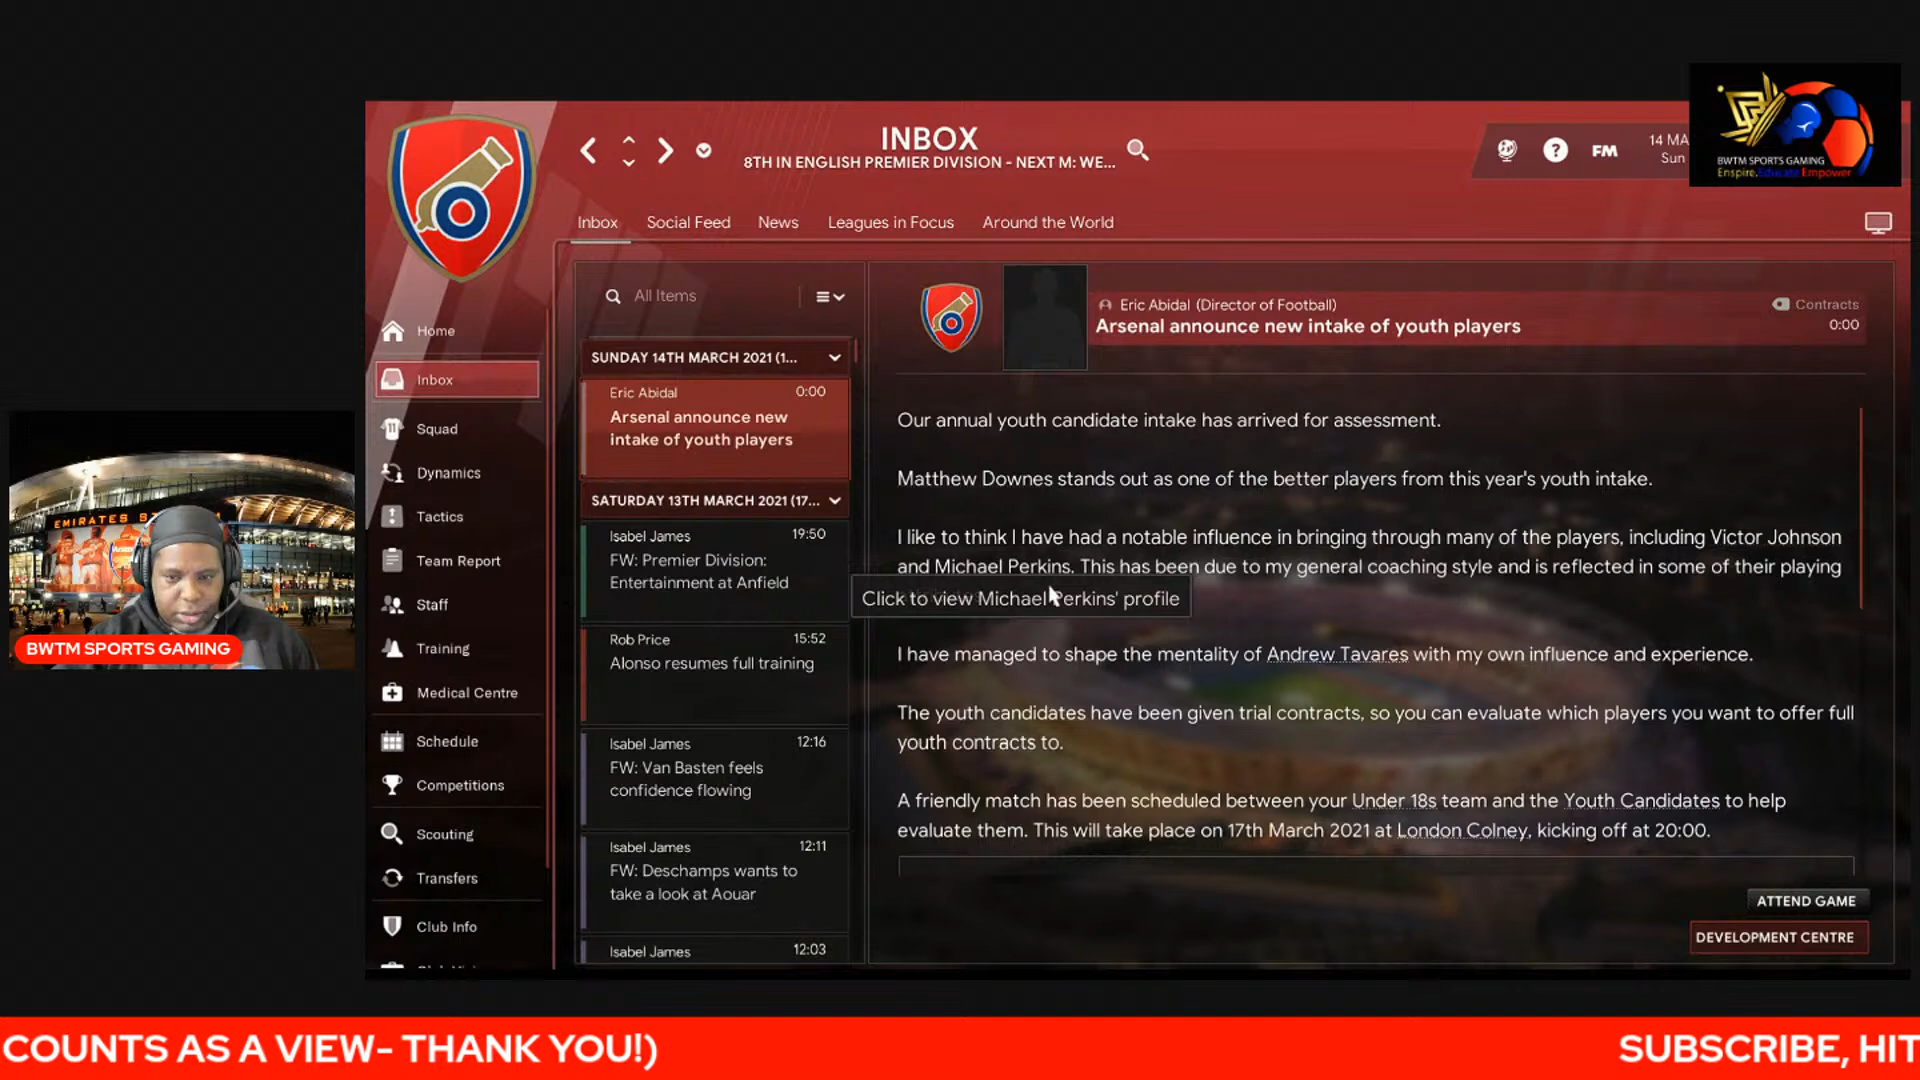 INBOX
8TH IN ENGLISH PREMIER DIVISION - NEXT M: WE...
FM
14 MA
Sun
BWTM SPORTS GAMING
Enspire.Educate.Empower
Inbox
Social Feed
News
Leagues in Focus
Around the World
Home
Inbox
Squad
Dynamics
Tactics
Team Report
Staff
Training
Medical Centre
Schedule
Competitions
Scouting
Transfers
Club Info
All Items
SUNDAY 14TH MARCH 2021 (1...
Eric Abidal 0:00
Arsenal announce new
intake of youth players
SATURDAY 13TH MARCH 2021 (17...
Isabel James 19:50
FW: Premier Division:
Entertainment at Anfield
Rob Price 15:52
Alonso resumes full training
Isabel James 12:16
FW: Van Basten feels
confidence flowing
Isabel James 12:11
FW: Deschamps wants to
take a look at Aouar
Isabel James 12:03
Eric Abidal (Director of Football)
Arsenal announce new intake of youth players
Contracts
0:00
Our annual youth candidate intake has arrived for assessment.
Matthew Downes stands out as one of the better players from this year's youth intake.
I like to think I have had a notable influence in bringing through many of the players, including Victor Johnson
and Michael Perkins. This has been due to my general coaching style and is reflected in some of their playing
Click to view Michael Perkins' profile
I have managed to shape the mentality of Andrew Tavares with my own influence and experience.
The youth candidates have been given trial contracts, so you can evaluate which players you want to offer full
youth contracts to.
A friendly match has been scheduled between your Under 18s team and the Youth Candidates to help
evaluate them. This will take place on 17th March 2021 at London Colney, kicking off at 20:00.
ATTEND GAME
DEVELOPMENT CENTRE
BWTM SPORTS GAMING
COUNTS AS A VIEW- THANK YOU!)
SUBSCRIBE, HIT